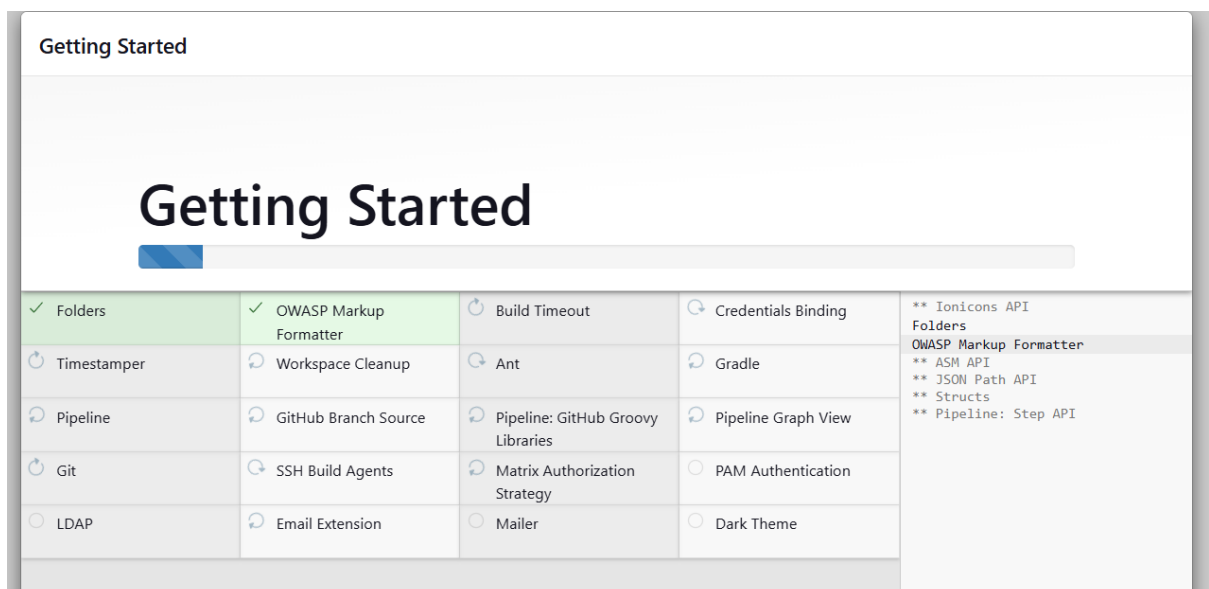 Getting Started
Getting Started
Folders
OWASP Markup
Formatter
Build Timeout
Credentials Binding
Timestamper
Workspace Cleanup
Ant
Gradle
Pipeline
GitHub Branch Source
Pipeline: GitHub Groovy
Libraries
Pipeline Graph View
Git
SSH Build Agents
Matrix Authorization
Strategy
PAM Authentication
LDAP
Email Extension
Mailer
Dark Theme
** Ionicons API
Folders
OWASP Markup Formatter
** ASM API
** JSON Path API
** Structs
** Pipeline: Step API